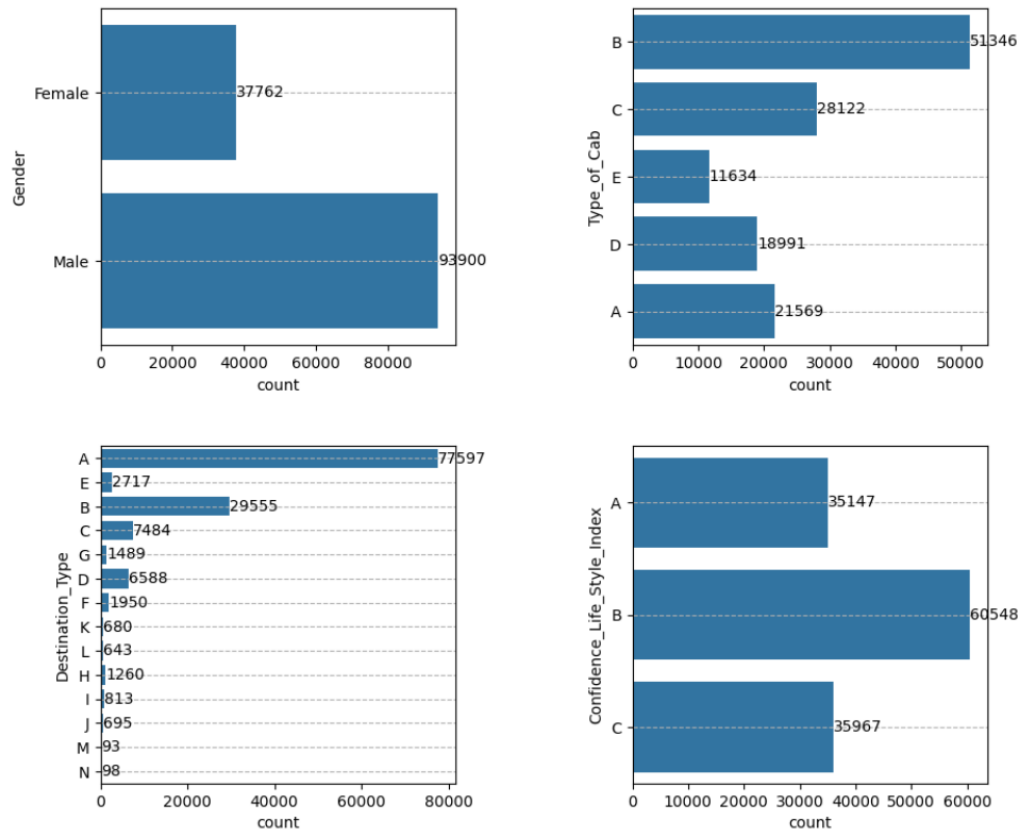 Gender
Female
37762
Male
93900
0 20000 40000 60000 80000
count
Type_of_Cab
B
51346
C
28122
E
11634
D
18991
A
21569
0 10000 20000 30000 40000 50000
count
Destination_Type
A
77597
E
2717
B
29555
C
7484
G
1489
D
6588
F
1950
K
680
L
643
H
1260
I
813
J
695
M
93
N
98
0 20000 40000 60000 80000
count
Confidence_Life_Style_Index
A
35147
B
60548
C
35967
0 10000 20000 30000 40000 50000 60000
count